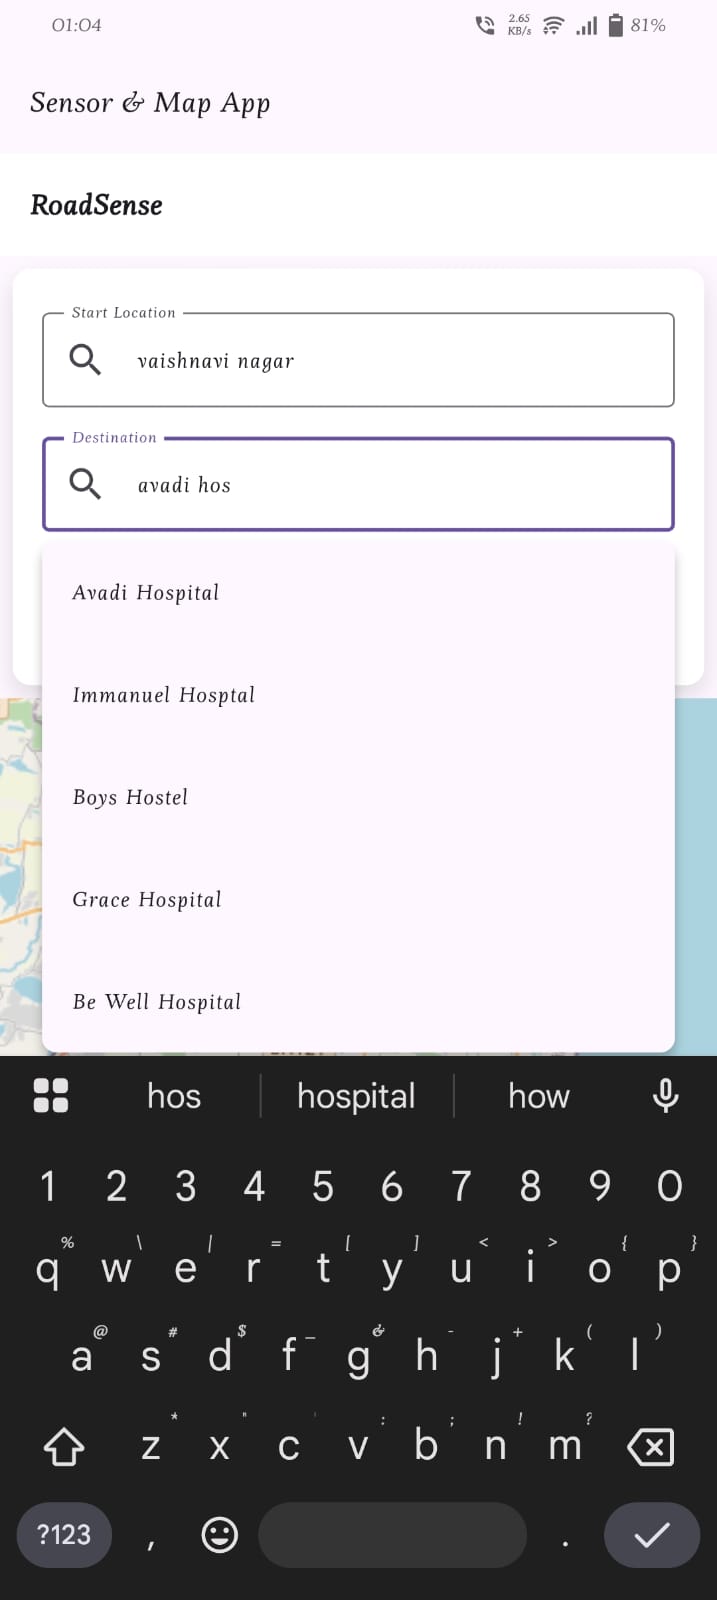 01:04
2.65
KB/s
81%
Sensor & Map App
RoadSense
Start Location
vaishnavi nagar
Destination
avadi hos
Avadi Hospital
Immanuel Hosptal
Boys Hostel
Grace Hospital
Be Well Hospital
hos hospital how
1 2 3 4 5 6 7 8 9 0
% \ | = [ ] < > { }
q w e r t y u i o p
@ # $ _ & - + ( )
a s d f g h j k l
* " ' : ; ! ?
z x c v b n m
?123 , .